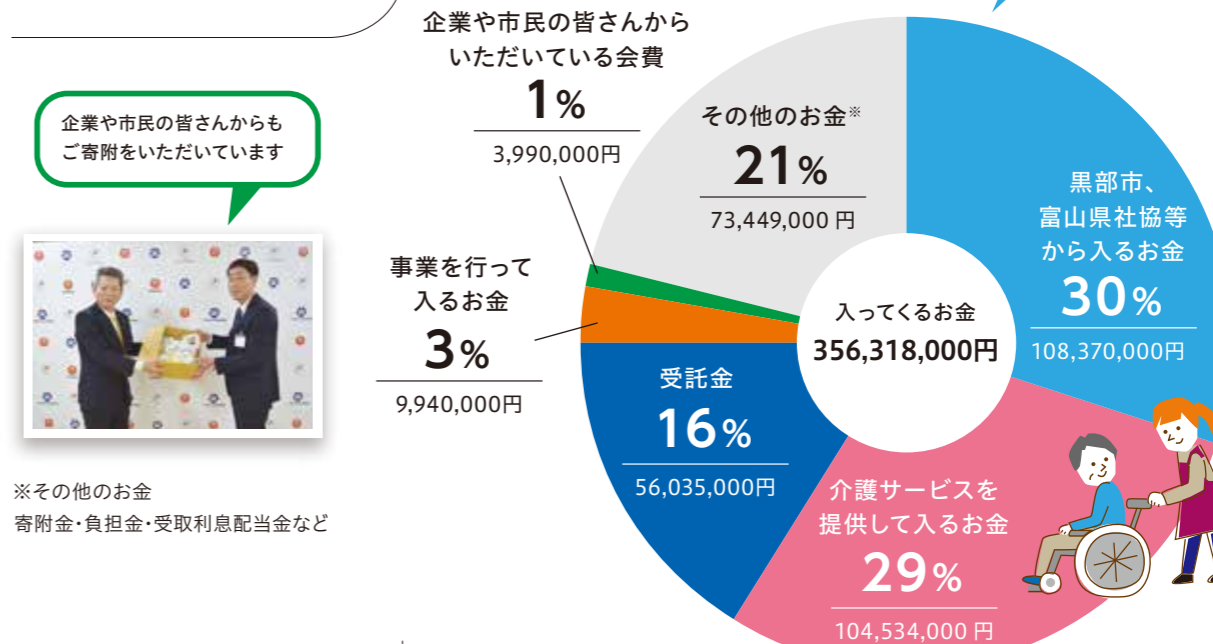 企業や市民の皆さんから
いただいている会費
1%
3,990,000円
企業や市民の皆さんからも
ご寄附をいただいています
その他のお金※
21%
73,449,000 円
黒部市、
富山県社協等
から入るお金
30%
108,370,000円
事業を行って
入るお金
3%
9,940,000円
入ってくるお金
356,318,000円
受託金
16%
56,035,000円
介護サービスを
提供して入るお金
29%
104,534,000 円
※その他のお金
寄附金・負担金・受取利息配当金など